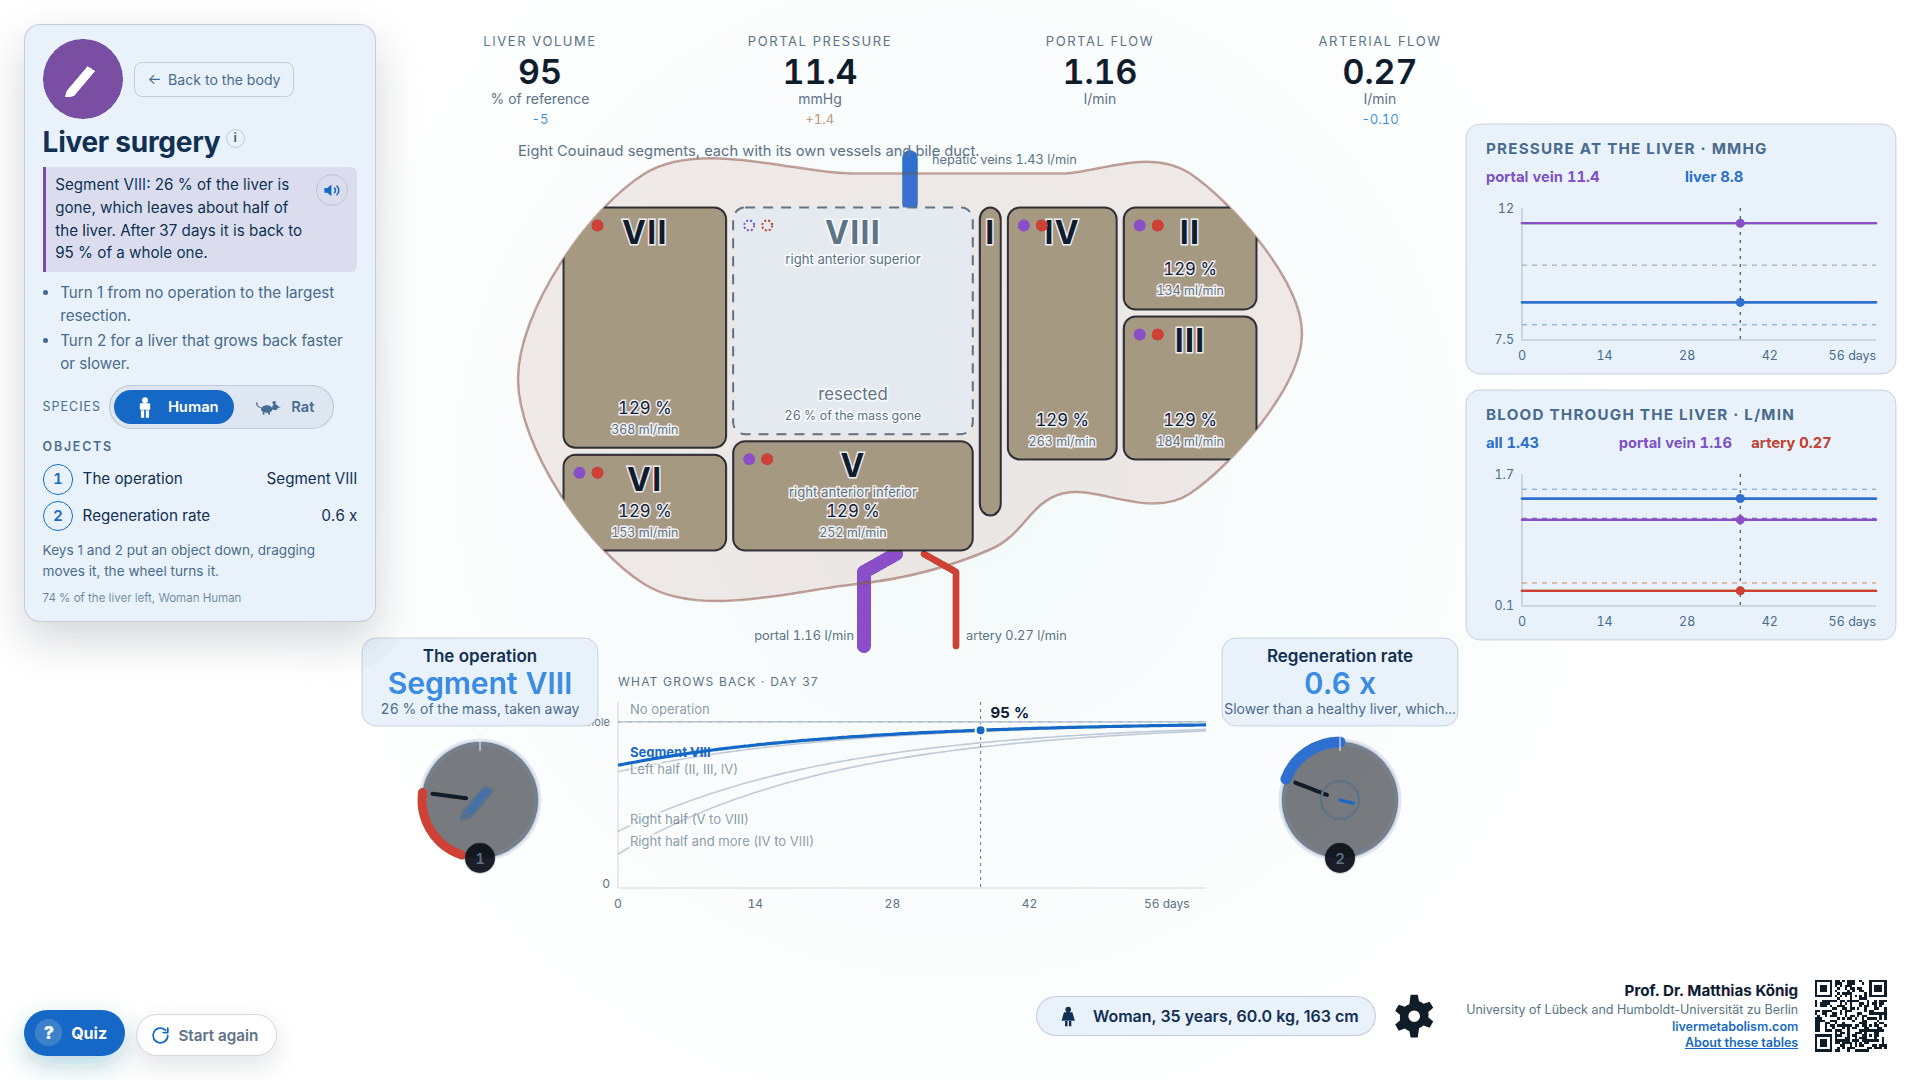 ← Back to the body
Liver surgery i
Segment VIII: 26 % of the liver is
gone, which leaves about half of
the liver. After 37 days it is back to
95 % of a whole one.
• Turn 1 from no operation to the largest
resection.
• Turn 2 for a liver that grows back faster
or slower.
SPECIES Human Rat
OBJECTS
1 The operation Segment VIII
2 Regeneration rate 0.6 x
Keys 1 and 2 put an object down, dragging
moves it, the wheel turns it.
74 % of the liver left, Woman Human
LIVER VOLUME
95
% of reference
-5
PORTAL PRESSURE
11.4
mmHg
+1.4
PORTAL FLOW
1.16
l/min
ARTERIAL FLOW
0.27
l/min
-0.10
Eight Couinaud segments, each with its own vessels and bile duct.
hepatic veins 1.43 l/min
VII
129 %
368 ml/min
VIII
right anterior superior
resected
26 % of the mass gone
I
IV
129 %
263 ml/min
II
129 %
134 ml/min
III
129 %
184 ml/min
VI
129 %
153 ml/min
V
right anterior inferior
129 %
252 ml/min
portal 1.16 l/min
artery 0.27 l/min
PRESSURE AT THE LIVER · MMHG
portal vein 11.4 liver 8.8
12
7.5
0 14 28 42 56 days
BLOOD THROUGH THE LIVER · L/MIN
all 1.43 portal vein 1.16 artery 0.27
1.7
0.1
0 14 28 42 56 days
The operation
Segment VIII
26 % of the mass, taken away
1
WHAT GROWS BACK · DAY 37
No operation
95 %
Segment VIII
Left half (II, III, IV)
Right half (V to VIII)
Right half and more (IV to VIII)
0
0 14 28 42 56 days
Regeneration rate
0.6 x
Slower than a healthy liver, which...
2
? Quiz
Start again
Woman, 35 years, 60.0 kg, 163 cm
Prof. Dr. Matthias König
University of Lübeck and Humboldt-Universität zu Berlin
livermetabolism.com
About these tables